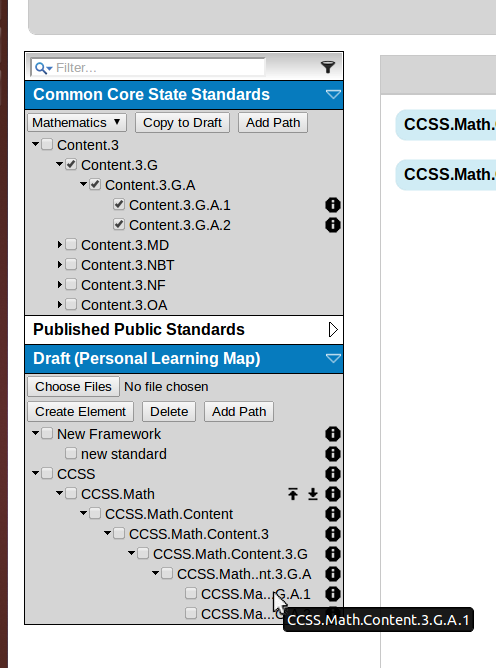 Filter...
Common Core State Standards
Mathematics ▼ Copy to Draft Add Path
Content.3
Content.3.G
Content.3.G.A
Content.3.G.A.1
Content.3.G.A.2
Content.3.MD
Content.3.NBT
Content.3.NF
Content.3.OA
Published Public Standards
Draft (Personal Learning Map)
Choose Files No file chosen
Create Element Delete Add Path
New Framework
new standard
CCSS
CCSS.Math
CCSS.Math.Content
CCSS.Math.Content.3
CCSS.Math.Content.3.G
CCSS.Math..nt.3.G.A
CCSS.Ma...G.A.1
CCSS.Ma...
CCSS.Math.Content.3.G.A.1
CCSS.Math.
CCSS.Math.